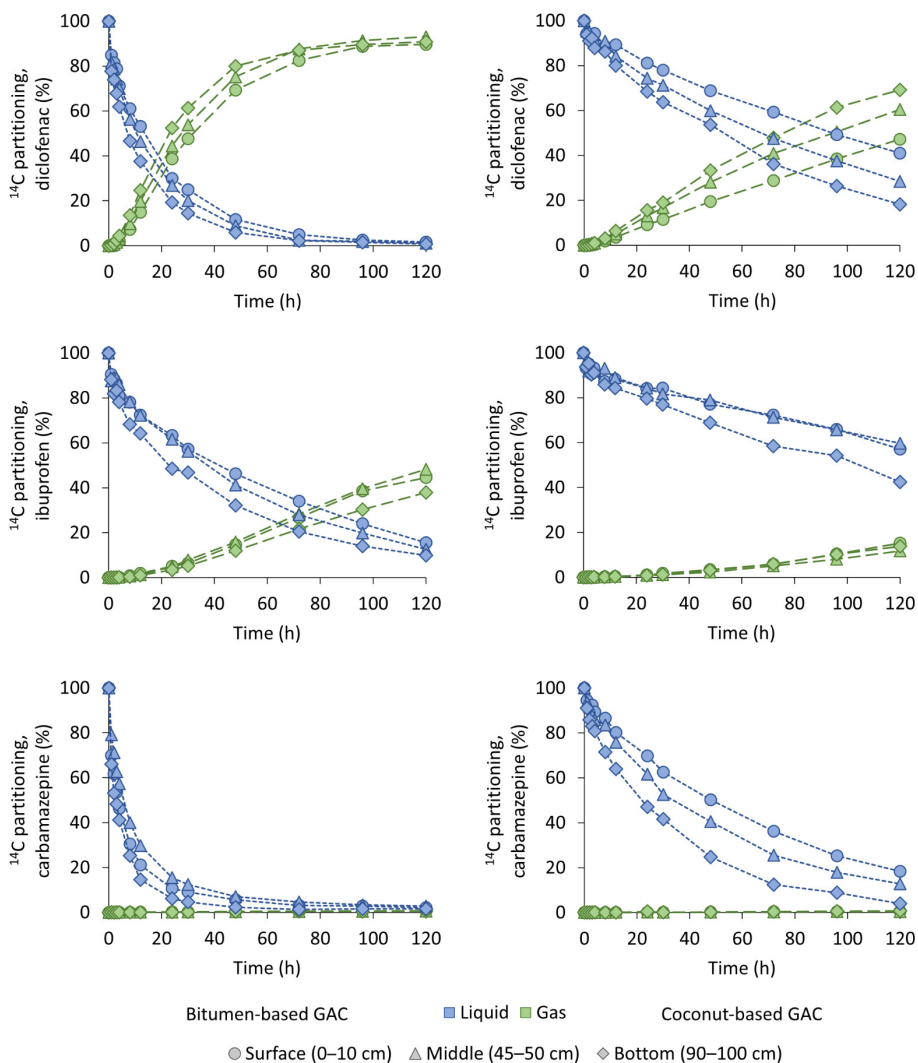 ¹⁴C partitioning, diclofenac (%)
100
80
60
40
20
0
0 20 40 60 80 100 120
Time (h)
¹⁴C partitioning, diclofenac (%)
100
80
60
40
20
0
0 20 40 60 80 100 120
Time (h)
¹⁴C partitioning, ibuprofen (%)
100
80
60
40
20
0
0 20 40 60 80 100 120
Time (h)
¹⁴C partitioning, ibuprofen (%)
100
80
60
40
20
0
0 20 40 60 80 100 120
Time (h)
¹⁴C partitioning, carbamazepine (%)
100
80
60
40
20
0
0 20 40 60 80 100 120
Time (h)
¹⁴C partitioning, carbamazepine (%)
100
80
60
40
20
0
0 20 40 60 80 100 120
Time (h)
Bitumen-based GAC Liquid Gas Coconut-based GAC
Surface (0–10 cm) Middle (45–50 cm) Bottom (90–100 cm)